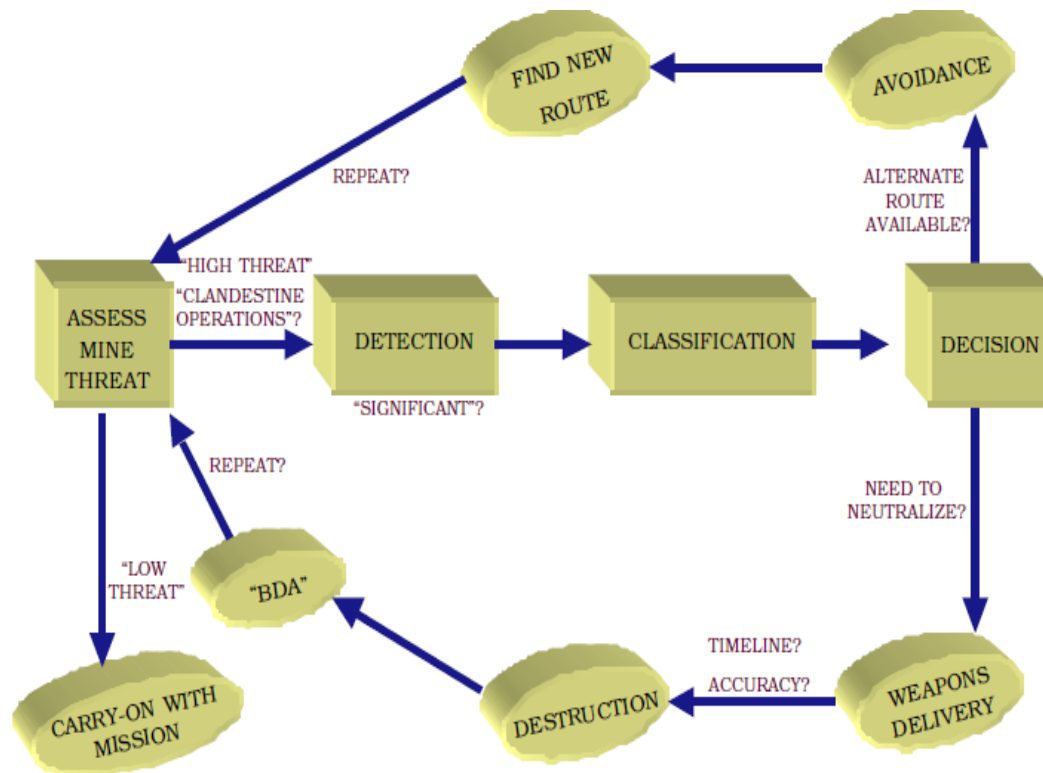 FIND NEW
ROUTE
AVOIDANCE
REPEAT?
ALTERNATE
ROUTE
AVAILABLE?
"HIGH THREAT"
"CLANDESTINE
OPERATIONS"?
ASSESS
MINE
THREAT
DETECTION
CLASSIFICATION
DECISION
"SIGNIFICANT"?
REPEAT?
NEED TO
NEUTRALIZE?
"LOW
THREAT"
"BDA"
TIMELINE?
ACCURACY?
WEAPONS
DELIVERY
DESTRUCTION
CARRY-ON WITH
MISSION